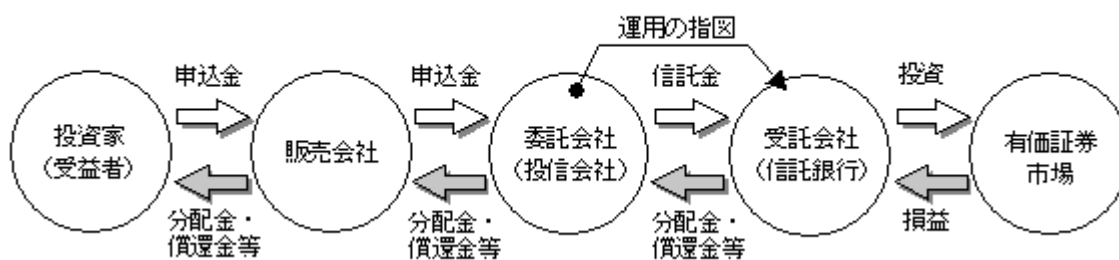 運用の指図
申込金
申込金
信託金
投資
投資家
(受益者)
販売会社
委託会社
(投信会社)
受託会社
(信託銀行)
有価証券
市場
分配金・
償還金等
分配金・
償還金等
分配金・
償還金等
損益